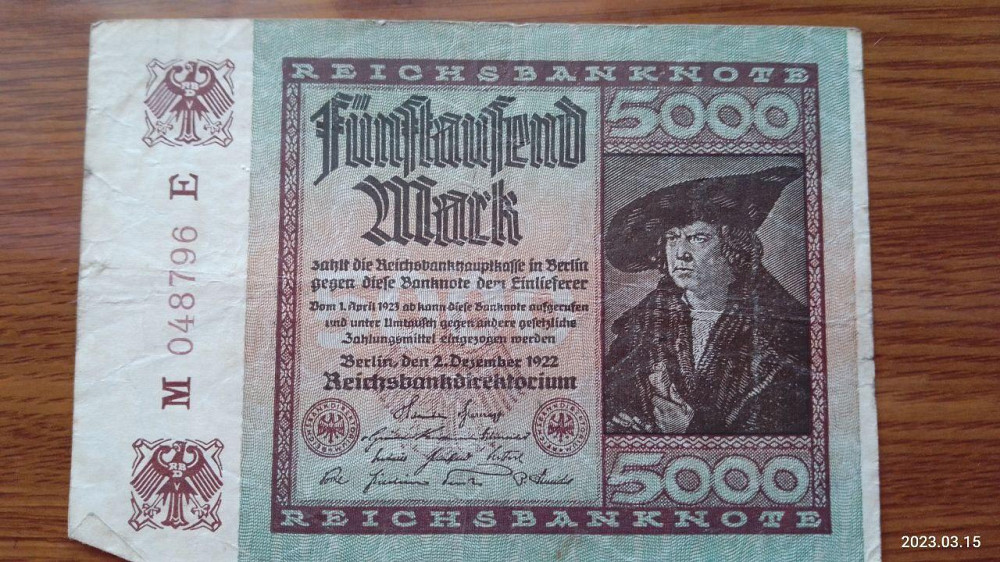 REICHSBANKNOTE
5000
Fünftausend
Mark
zahlt die Reichsbankhauptkasse in Berlin
gegen diese Banknote dem Einlieferer
Vom 1. April 1923 ab kann diese Banknote aufgerufen
und unter Umtausch gegen andere gesetzliche
Zahlungsmittel eingezogen werden
Berlin, den 2. Dezember 1922
Reichsbankdirektorium
5000
REICHSBANKNOTE
M 048796 E
2023.03.15